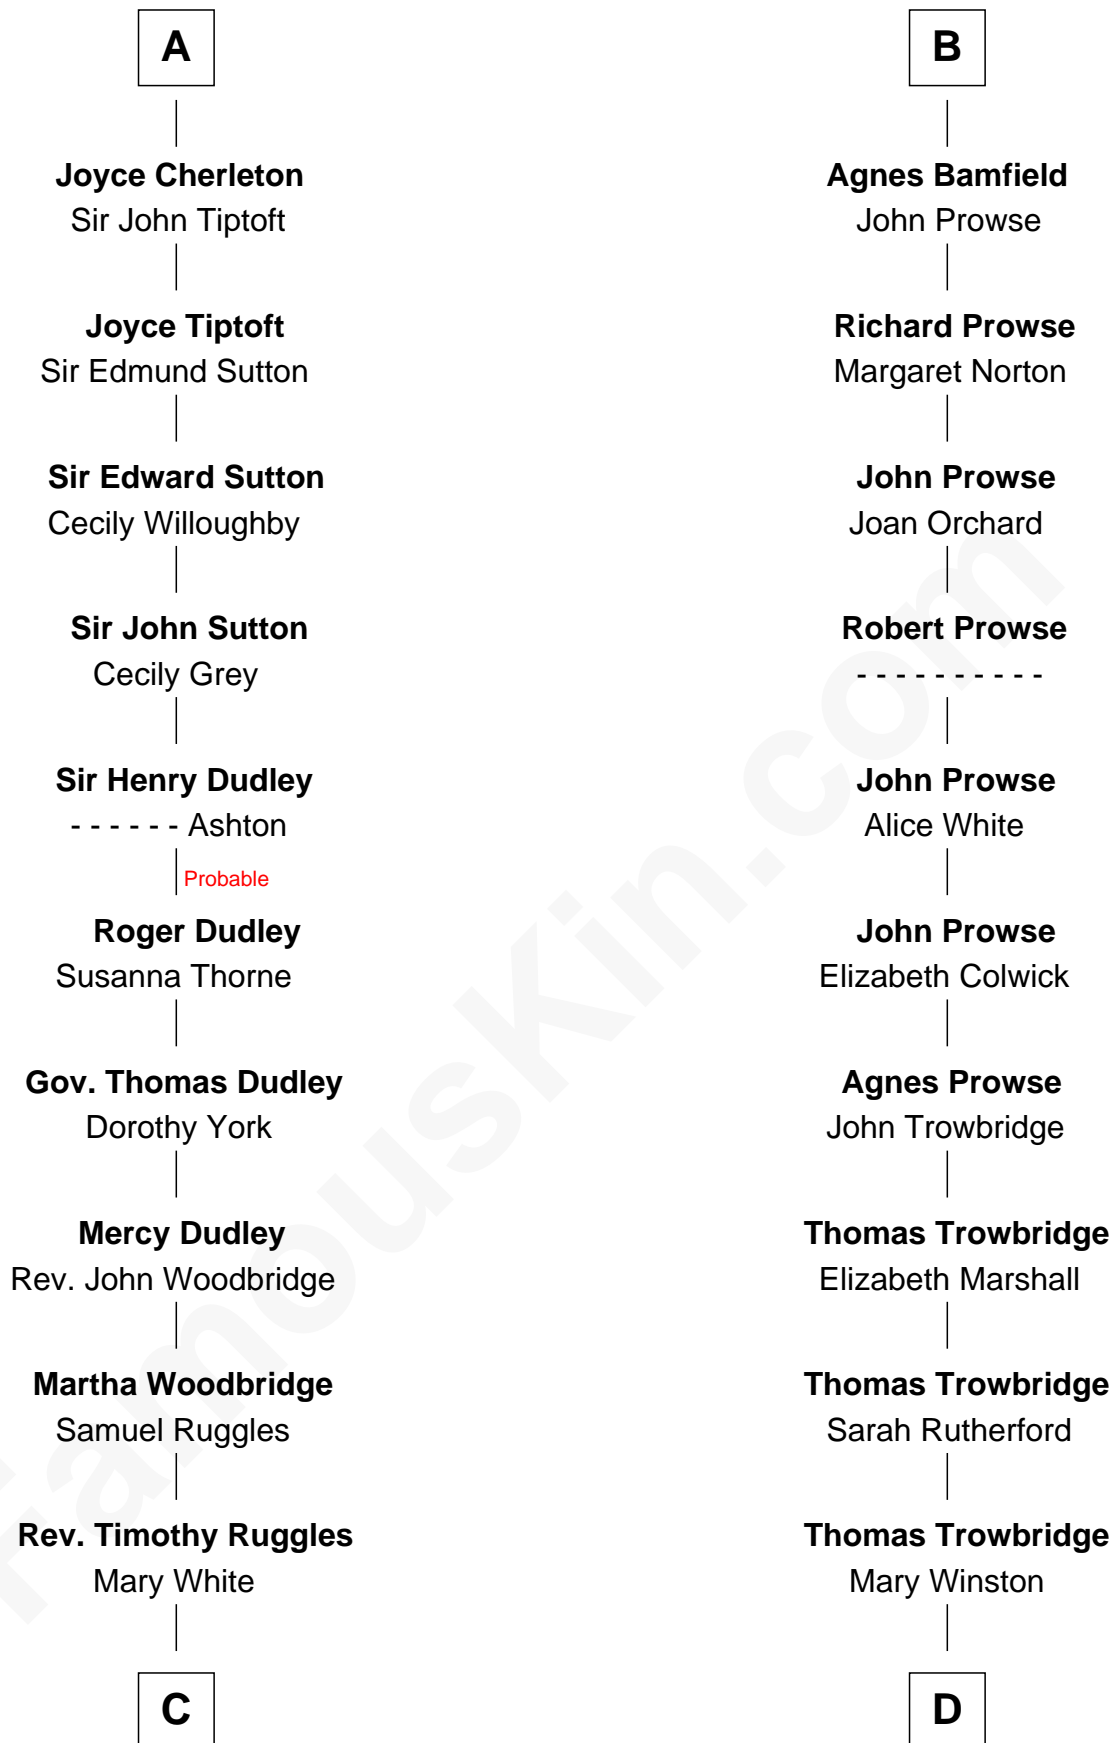 A
Joyce Cherleton
Sir John Tiptoft
Joyce Tiptoft
Sir Edmund Sutton
Sir Edward Sutton
Cecily Willoughby
Sir John Sutton
Cecily Grey
Sir Henry Dudley
- - - - - - Ashton
Probable
Roger Dudley
Susanna Thorne
Gov. Thomas Dudley
Dorothy York
Mercy Dudley
Rev. John Woodbridge
Martha Woodbridge
Samuel Ruggles
Rev. Timothy Ruggles
Mary White
C
B
Agnes Bamfield
John Prowse
Richard Prowse
Margaret Norton
John Prowse
Joan Orchard
Robert Prowse
- - - - - - - - - -
John Prowse
Alice White
John Prowse
Elizabeth Colwick
Agnes Prowse
John Trowbridge
Thomas Trowbridge
Elizabeth Marshall
Thomas Trowbridge
Sarah Rutherford
Thomas Trowbridge
Mary Winston
D
FamousKin.com